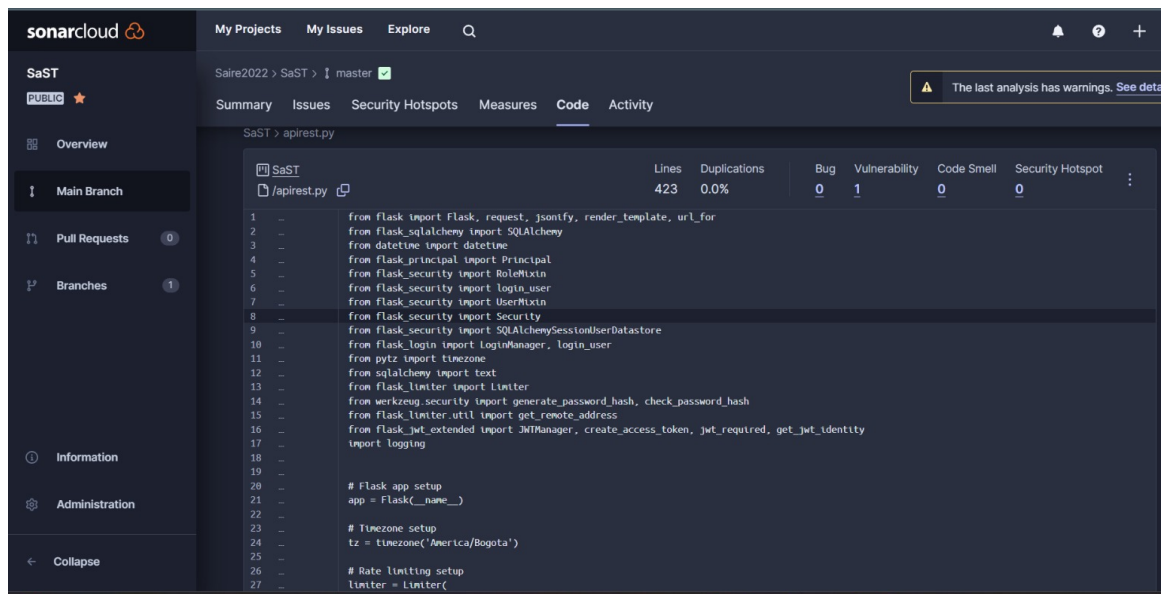 sonarcloud
My Projects My Issues Explore
SaST
PUBLIC
Saire2022 > SaST > master
The last analysis has warnings. See deta
Summary Issues Security Hotspots Measures Code Activity
Overview
Main Branch
Pull Requests 0
Branches 1
Information
Administration
Collapse
SaST > apirest.py
SaST
/apirest.py
Lines Duplications Bug Vulnerability Code Smell Security Hotspot
423 0.0% 0 1 0 0
1 from flask import Flask, request, jsonify, render_template, url_for
2 from flask_sqlalchemy import SQLAlchemy
3 from datetime import datetime
4 from flask_principal import Principal
5 from flask_security import RoleMixin
6 from flask_security import login_user
7 from flask_security import UserMixin
8 from flask_security import Security
9 from flask_security import SQLAlchemySessionUserDatastore
10 from flask_login import LoginManager, login_user
11 from pytz import timezone
12 from sqlalchemy import text
13 from flask_limiter import Limiter
14 from werkzeug.security import generate_password_hash, check_password_hash
15 from flask_limiter.util import get_remote_address
16 from flask_jwt_extended import JWTManager, create_access_token, jwt_required, get_jwt_identity
17 import logging
18
19
20 # Flask app setup
21 app = Flask(__name__)
22
23 # Timezone setup
24 tz = timezone('America/Bogota')
25
26 # Rate limiting setup
27 limiter = Limiter(